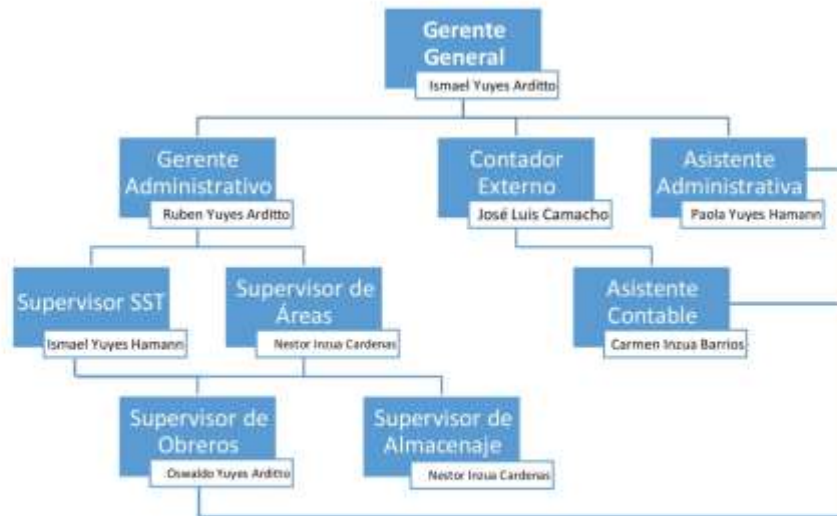 Gerente
General
Ismael Yuyes Arditto
Gerente
Administrativo
Ruben Yuyes Arditto
Contador
Externo
José Luis Camacho
Asistente
Administrativa
Paola Yuyes Hamann
Supervisor SST
Ismael Yuyes Hamann
Supervisor de
Áreas
Nestor Inzua Cardenas
Asistente
Contable
Carmen Inzua Barrios
Supervisor de
Obreros
Oswaldo Yuyes Arditto
Supervisor de
Almacenaje
Nestor Inzua Cardenas